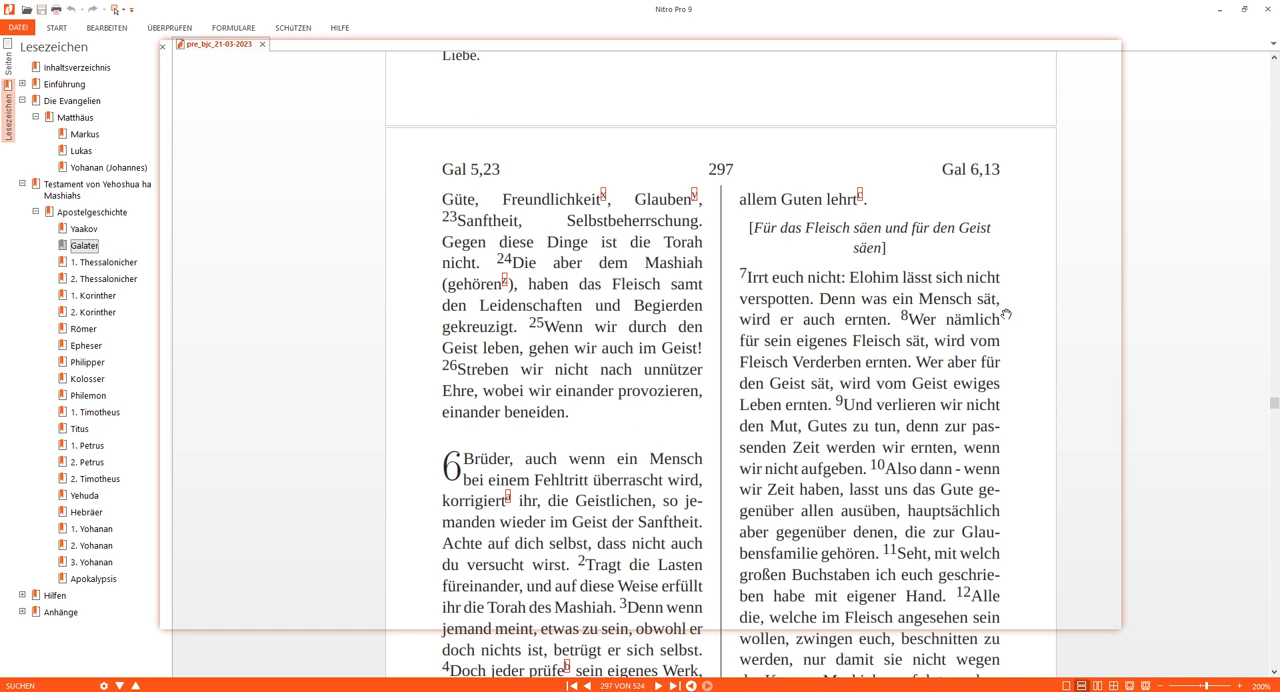 Nitro Pro 9
DATEI START BEARBEITEN ÜBERPRüFEN FORMULARE SCHüTZEN HILFE
Seiten
Lesezeichen
Lesezeichen
Inhaltsverzeichnis
Einführung
Die Evangelien
Matthäus
Markus
Lukas
Yohanan (Johannes)
Testament von Yehoshua ha
Mashiahs
Apostelgeschichte
Yaakov
Galater
1. Thessalonicher
2. Thessalonicher
1. Korinther
2. Korinther
Römer
Epheser
Philipper
Kolosser
Philemon
1. Timotheus
Titus
1. Petrus
2. Petrus
2. Timotheus
Yehuda
Hebräer
1. Yohanan
2. Yohanan
3. Yohanan
Apokalypsis
Hilfen
Anhänge
pre_bjc_21-03-2023
Liebe.
Gal 5,23 297 Gal 6,13
Güte, Freundlichkeitx, Glaubeny,
23Sanftheit, Selbstbeherrschung.
Gegen diese Dinge ist die Torah
nicht. 24Die aber dem Mashiah
(gehörenz), haben das Fleisch samt
den Leidenschaften und Begierden
gekreuzigt. 25Wenn wir durch den
Geist leben, gehen wir auch im Geist!
26Streben wir nicht nach unnützer
Ehre, wobei wir einander provozieren,
einander beneiden.
6Brüder, auch wenn ein Mensch
bei einem Fehltritt überrascht wird,
korrigierta ihr, die Geistlichen, so je-
manden wieder im Geist der Sanftheit.
Achte auf dich selbst, dass nicht auch
du versucht wirst. 2Tragt die Lasten
füreinander, und auf diese Weise erfüllt
ihr die Torah des Mashiah. 3Denn wenn
jemand meint, etwas zu sein, obwohl er
doch nichts ist, betrügt er sich selbst.
4Doch jeder prüfeb sein eigenes Werk,
allem Guten lehrtc.
[Für das Fleisch säen und für den Geist
säen]
7Irrt euch nicht: Elohim lässt sich nicht
verspotten. Denn was ein Mensch sät,
wird er auch ernten. 8Wer nämlich
für sein eigenes Fleisch sät, wird vom
Fleisch Verderben ernten. Wer aber für
den Geist sät, wird vom Geist ewiges
Leben ernten. 9Und verlieren wir nicht
den Mut, Gutes zu tun, denn zur pas-
senden Zeit werden wir ernten, wenn
wir nicht aufgeben. 10Also dann - wenn
wir Zeit haben, lasst uns das Gute ge-
genüber allen ausüben, hauptsächlich
aber gegenüber denen, die zur Glau-
bensfamilie gehören. 11Seht, mit welch
großen Buchstaben ich euch geschrie-
ben habe mit eigener Hand. 12Alle
die, welche im Fleisch angesehen sein
wollen, zwingen euch, beschnitten zu
werden, nur damit sie nicht wegen
SUCHEN
297 VON 524
200%